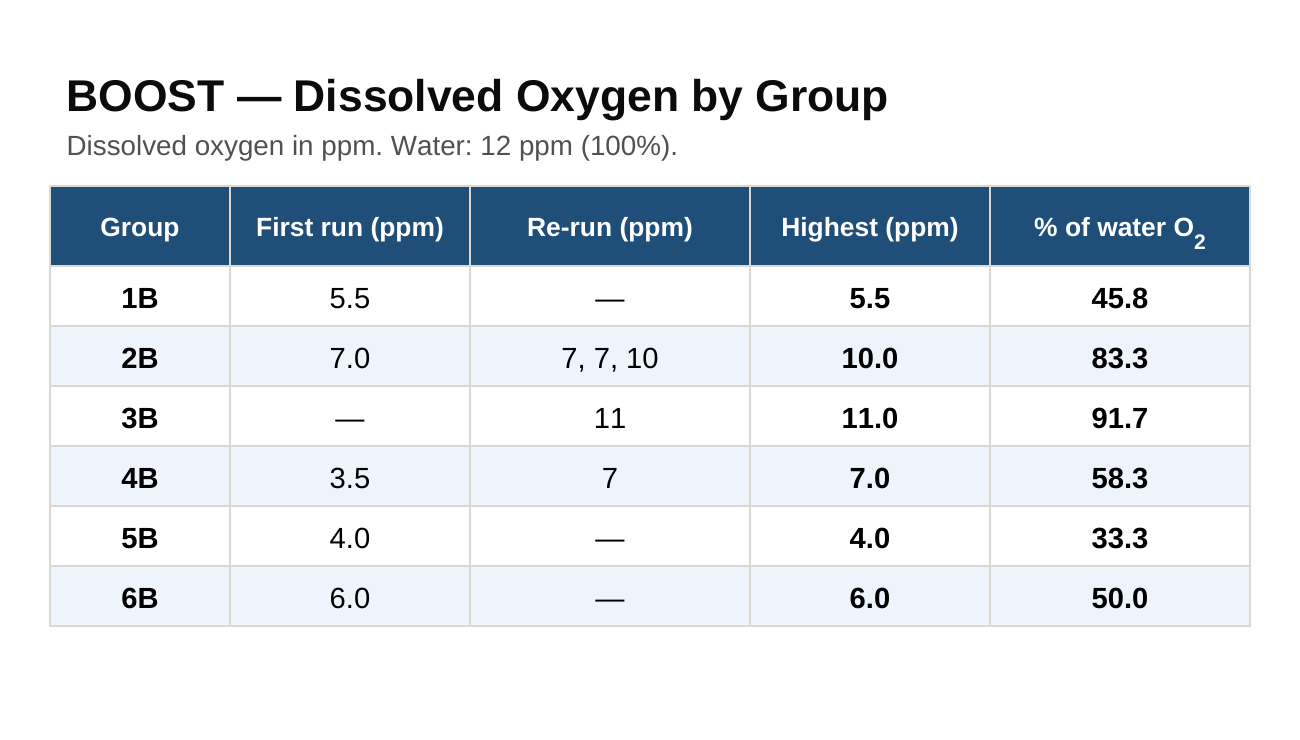 BOOST — Dissolved Oxygen by Group
Dissolved oxygen in ppm. Water: 12 ppm (100%).
Group First run (ppm) Re-run (ppm) Highest (ppm) % of water O₂
1B 5.5 — 5.5 45.8
2B 7.0 7, 7, 10 10.0 83.3
3B — 11 11.0 91.7
4B 3.5 7 7.0 58.3
5B 4.0 — 4.0 33.3
6B 6.0 — 6.0 50.0